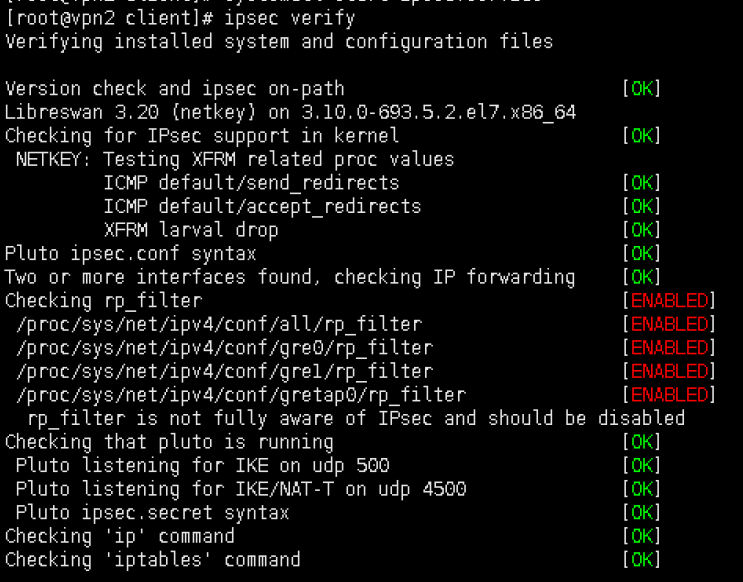 [root@vpn2 client]# ipsec verify
Verifying installed system and configuration files
Version check and ipsec on-path [OK]
Libreswan 3.20 (netkey) on 3.10.0-693.5.2.el7.x86_64
Checking for IPsec support in kernel [OK]
NETKEY: Testing XFRM related proc values
ICMP default/send_redirects [OK]
ICMP default/accept_redirects [OK]
XFRM larval drop [OK]
Pluto ipsec.conf syntax [OK]
Two or more interfaces found, checking IP forwarding [OK]
Checking rp_filter [ENABLED]
/proc/sys/net/ipv4/conf/all/rp_filter [ENABLED]
/proc/sys/net/ipv4/conf/gre0/rp_filter [ENABLED]
/proc/sys/net/ipv4/conf/gre1/rp_filter [ENABLED]
/proc/sys/net/ipv4/conf/gretap0/rp_filter [ENABLED]
rp_filter is not fully aware of IPsec and should be disabled
Checking that pluto is running [OK]
Pluto listening for IKE on udp 500 [OK]
Pluto listening for IKE/NAT-T on udp 4500 [OK]
Pluto ipsec.secret syntax [OK]
Checking 'ip' command [OK]
Checking 'iptables' command [OK]